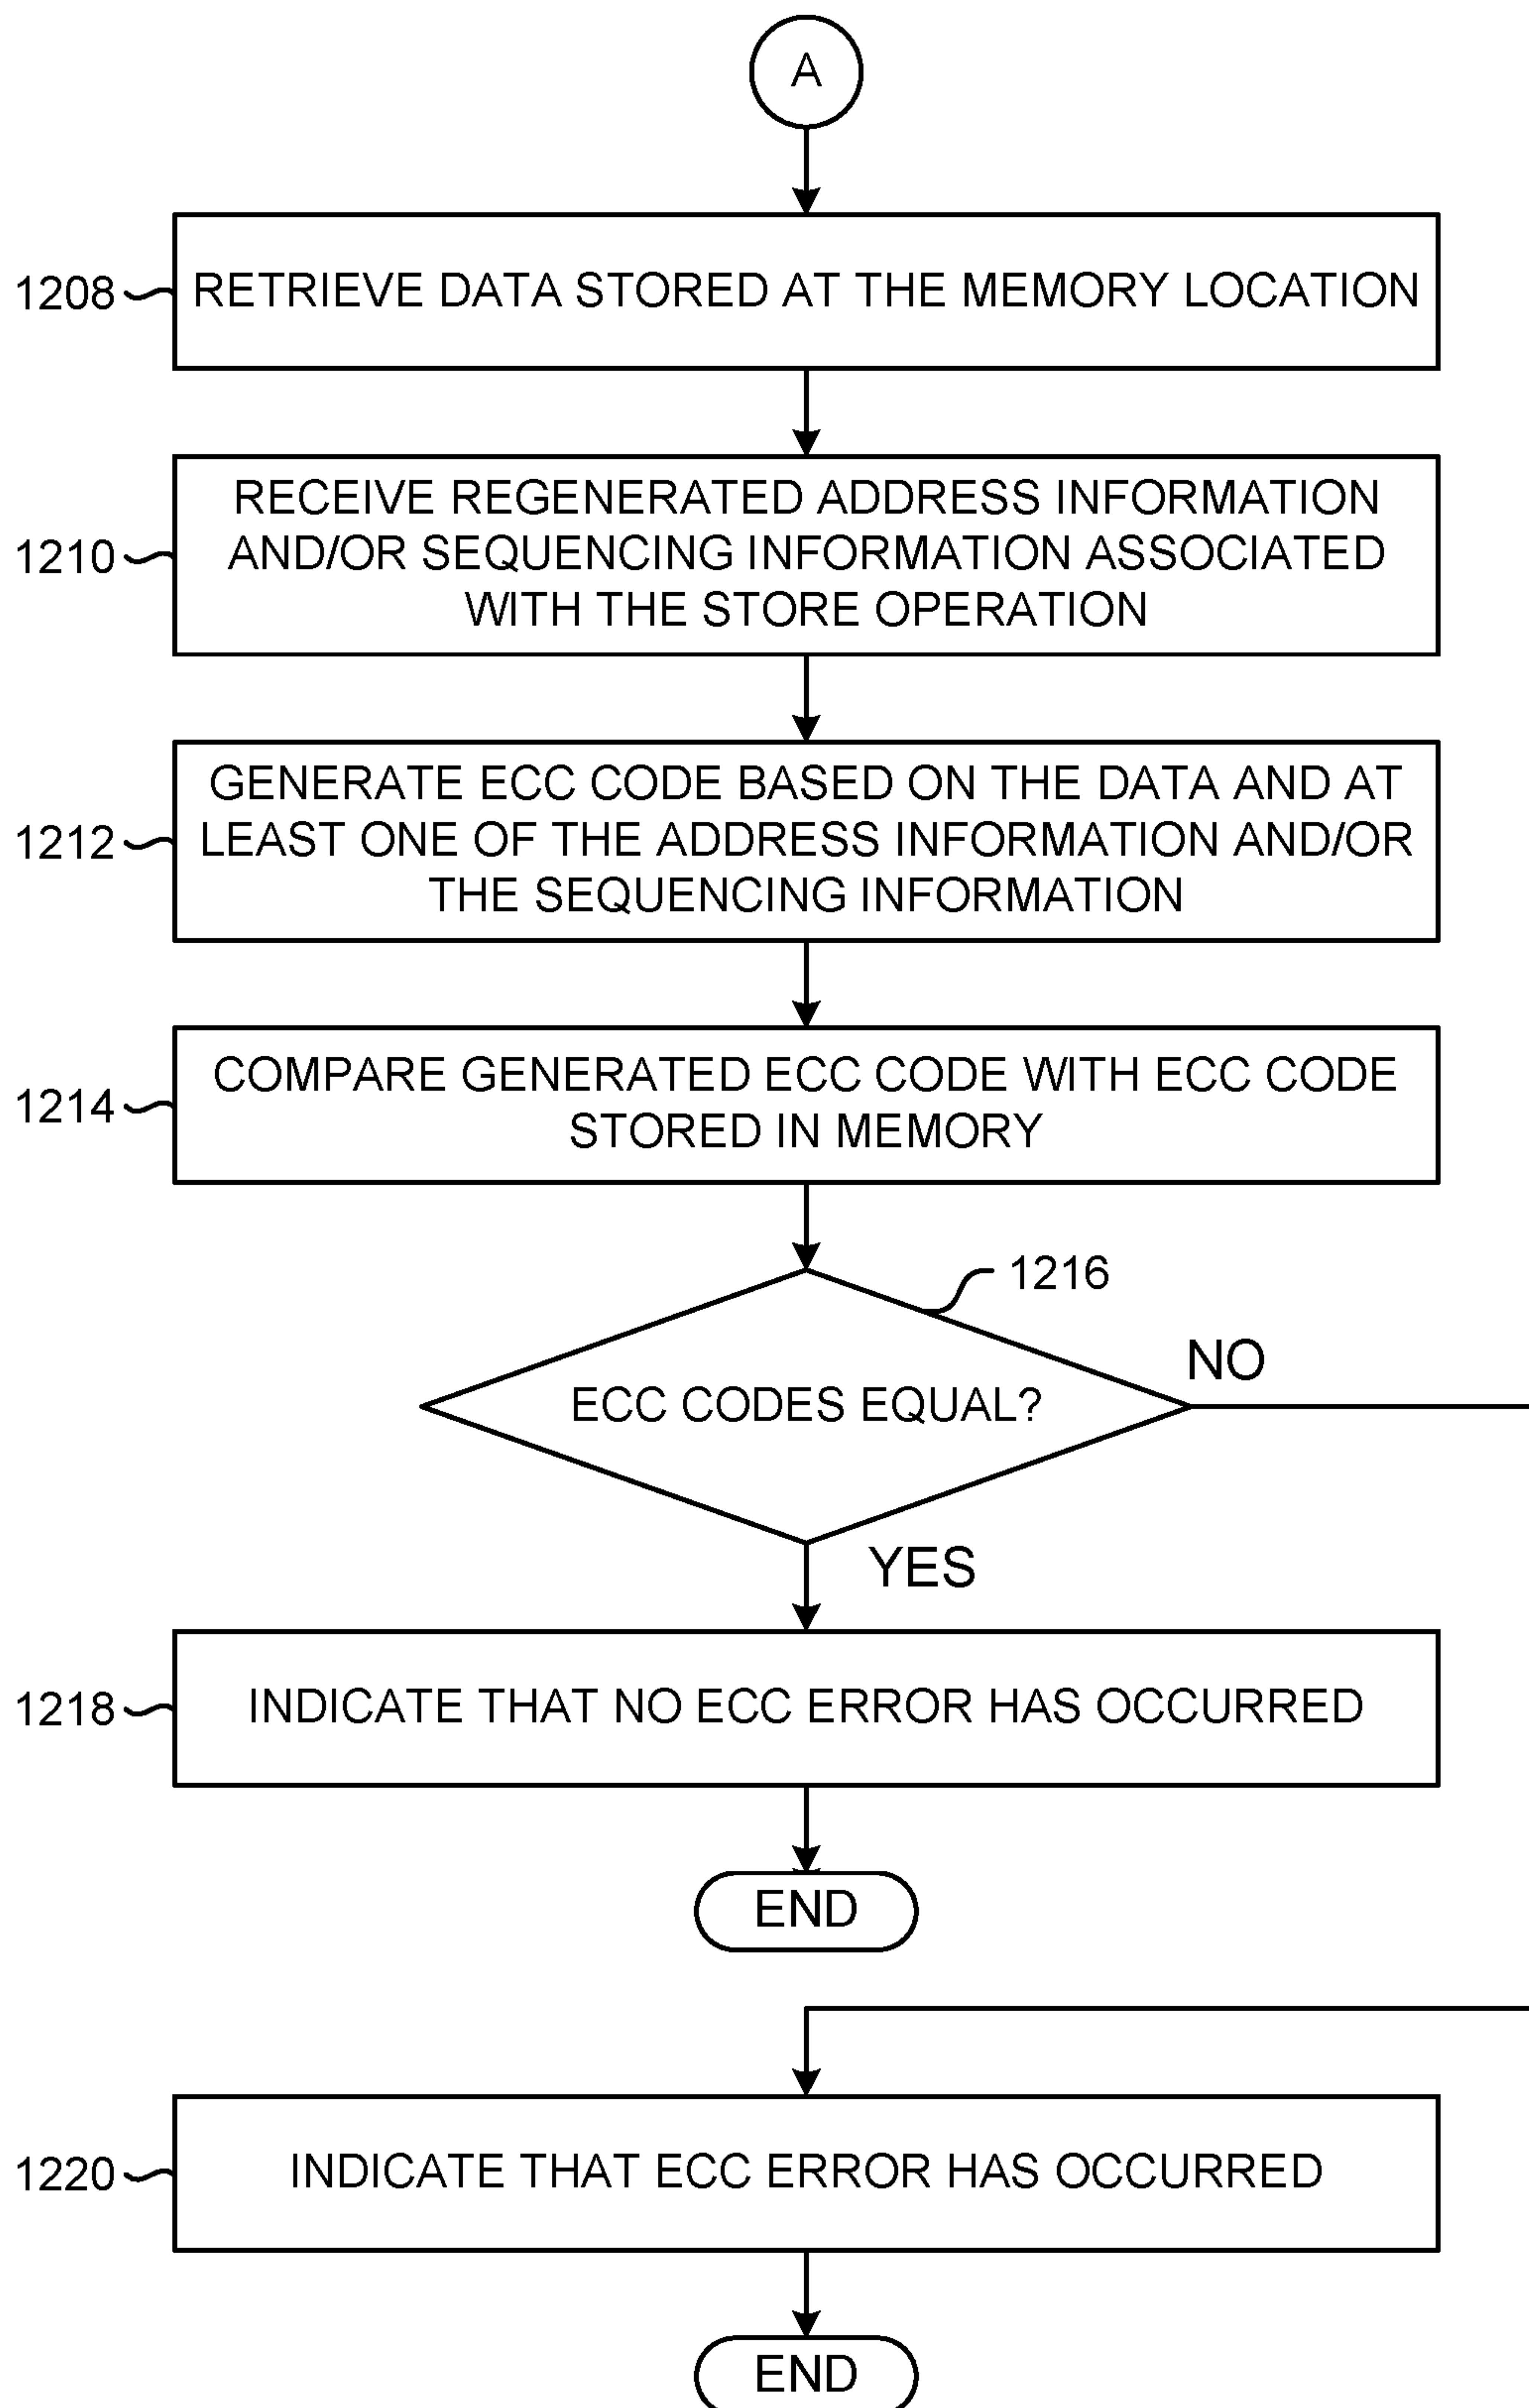 A
1208
RETRIEVE DATA STORED AT THE MEMORY LOCATION
1210
RECEIVE REGENERATED ADDRESS INFORMATION
AND/OR SEQUENCING INFORMATION ASSOCIATED
WITH THE STORE OPERATION
1212
GENERATE ECC CODE BASED ON THE DATA AND AT
LEAST ONE OF THE ADDRESS INFORMATION AND/OR
THE SEQUENCING INFORMATION
1214
COMPARE GENERATED ECC CODE WITH ECC CODE
STORED IN MEMORY
1216
NO
ECC CODES EQUAL?
YES
1218
INDICATE THAT NO ECC ERROR HAS OCCURRED
END
1220
INDICATE THAT ECC ERROR HAS OCCURRED
END